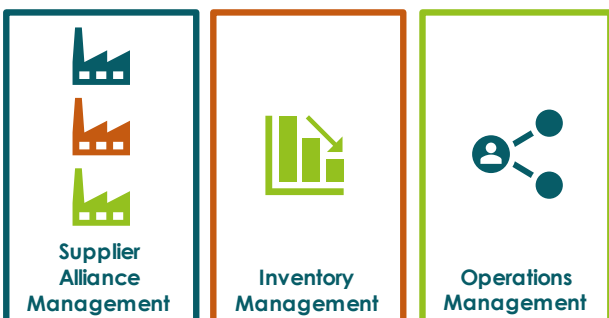 Supplier
Alliance
Management
Inventory
Management
Operations
Management